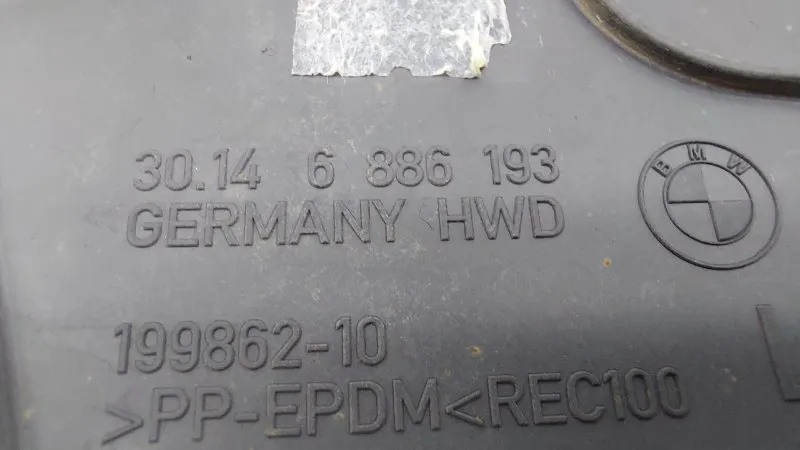 30.14 6 886 193
BMW
GERMANY HWD
199862-10
>PP-EPDM<REC100